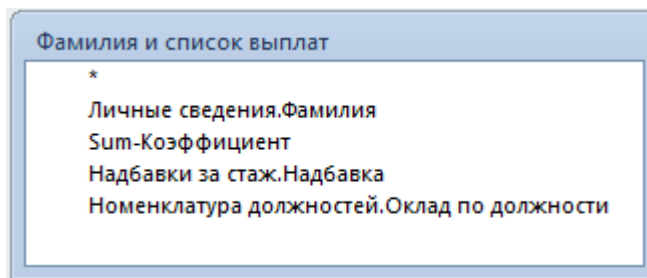 Фамилия и список выплат
*
Личные сведения.Фамилия
Sum-Коэффициент
Надбавки за стаж.Надбавка
Номенклатура должностей.Оклад по должности